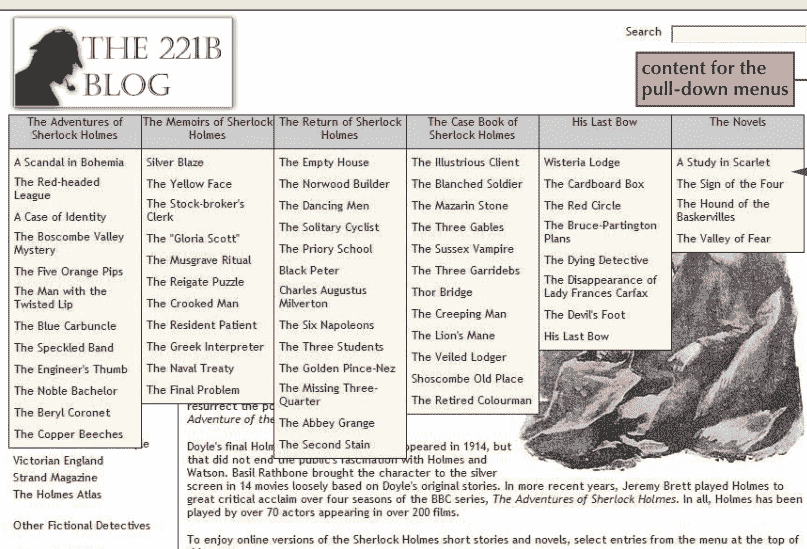 THE 221B
BLOG
Search
content for the
pull-down menus
The Adventures of
Sherlock Holmes
A Scandal in Bohemia
The Red-headed
League
A Case of Identity
The Boscombe Valley
Mystery
The Five Orange Pips
The Man with the
Twisted Lip
The Blue Carbuncle
The Speckled Band
The Engineer's Thumb
The Noble Bachelor
The Beryl Coronet
The Copper Beeches
The Memoirs of Sherlock
Holmes
Silver Blaze
The Yellow Face
The Stock-broker's
Clerk
The "Gloria Scott"
The Musgrave Ritual
The Reigate Puzzle
The Crooked Man
The Resident Patient
The Greek Interpreter
The Naval Treaty
The Final Problem
The Return of Sherlock
Holmes
The Empty House
The Norwood Builder
The Dancing Men
The Solitary Cyclist
The Priory School
Black Peter
Charles Augustus
Milverton
The Six Napoleons
The Three Students
The Golden Pince-Nez
The Missing Three-
Quarter
The Abbey Grange
The Second Stain
The Case Book of
Sherlock Holmes
The Illustrious Client
The Blanched Soldier
The Mazarin Stone
The Three Gables
The Sussex Vampire
The Three Garridebs
Thor Bridge
The Creeping Man
The Lion's Mane
The Veiled Lodger
Shoscombe Old Place
The Retired Colourman
His Last Bow
Wisteria Lodge
The Cardboard Box
The Red Circle
The Bruce-Partington
Plans
The Dying Detective
The Disappearance of
Lady Frances Carfax
The Devil's Foot
His Last Bow
The Novels
A Study in Scarlet
The Sign of the Four
The Hound of the
Baskervilles
The Valley of Fear
Victorian England
Strand Magazine
The Holmes Atlas
Other Fictional Detectives
resurrect the
Adventure of the
Doyle's final appeared in 1914, but
that did not end the public's fascination with Holmes and
Watson. Basil Rathbone brought the character to the silver
screen in 14 movies loosely based on Doyle's original stories. In more recent years, Jeremy Brett played Holmes to
great critical acclaim over four seasons of the BBC series, The Adventures of Sherlock Holmes. In all, Holmes has been
played by over 70 actors appearing in over 200 films.
To enjoy online versions of the Sherlock Holmes short stories and novels, select entries from the menu at the top of